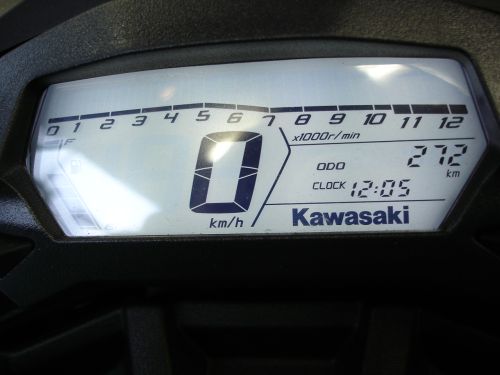 0 1 2 3 4 5 6 7 8 9 10 11 12
x1000r/min
F
0
km/h
E
ODO 272
km
CLOCK 12:05
Kawasaki